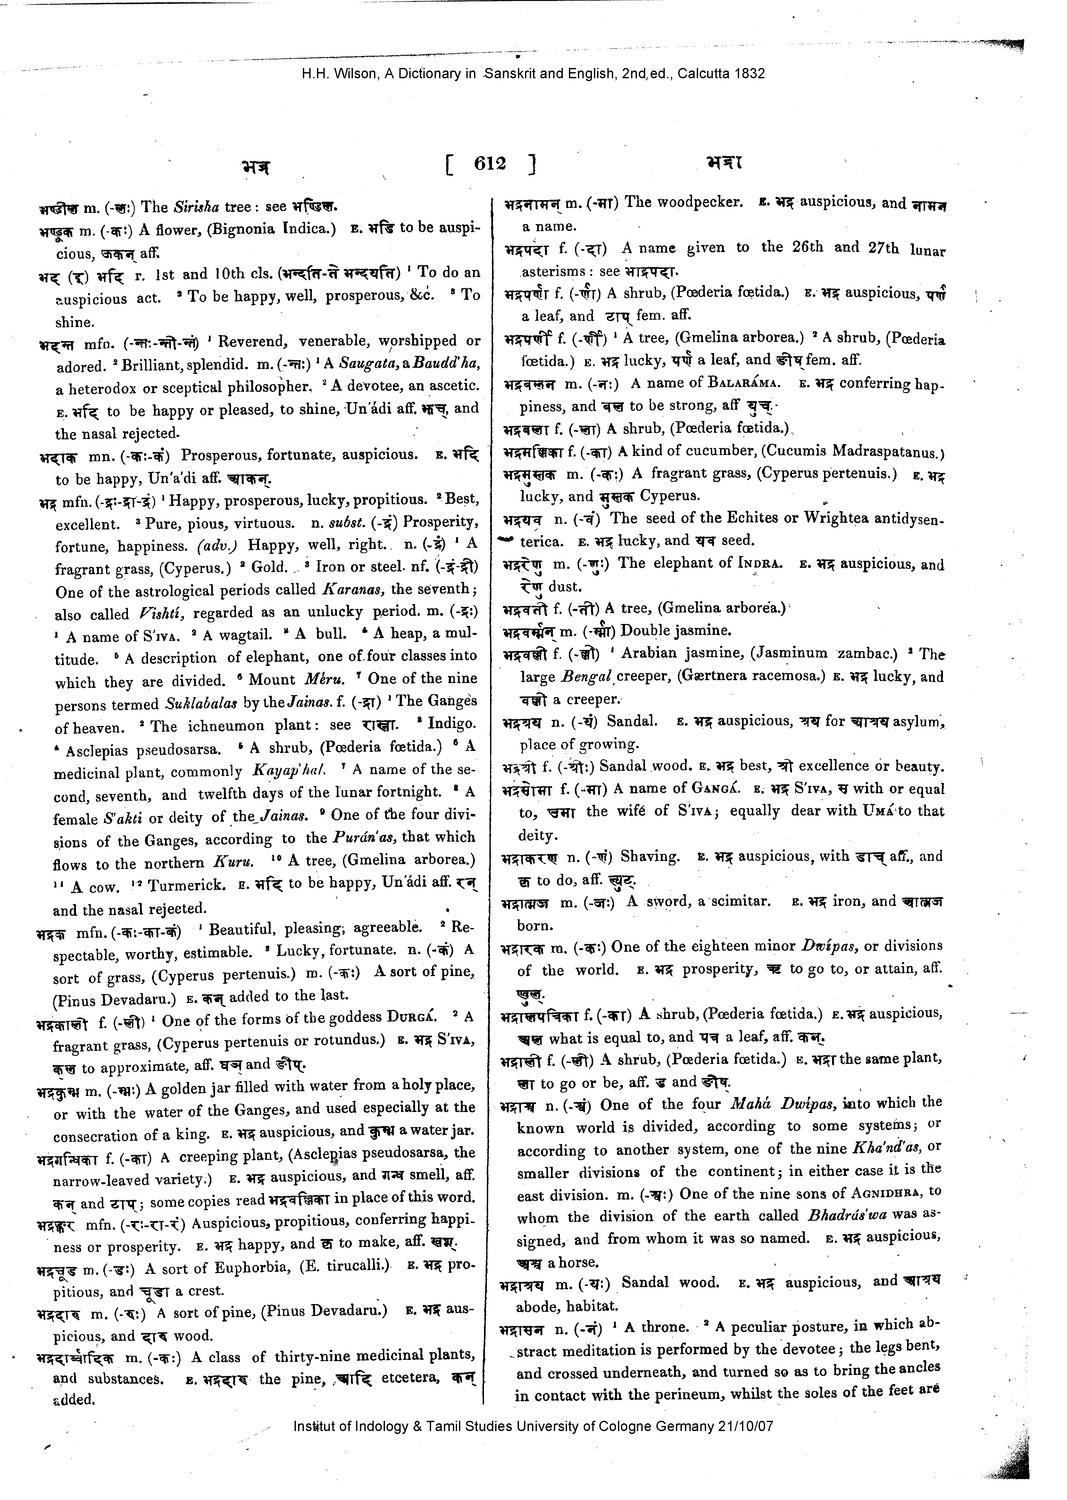 H.H. Wilson, A Dictionary in Sanskrit and English, 2nd,ed., Calcutta 1832
भद्र [ 612 ] भद्रा
भण्डील m. (-लः) The Sirisha tree: see भण्डिल.
भण्डूक m. (-कः) A flower, (Bignonia Indica.) E. भडि to be auspi-
cious, ऊकन् aff.
भद (इ) भदि r. 1st and 10th cls. (भन्दति-ते भन्दयति) ¹ To do an
auspicious act. ² To be happy, well, prosperous, &c. ³ To
shine.
भदन्त mfn. (-न्तः-न्ती-न्तं) ¹ Reverend, venerable, worshipped or
adored. ² Brilliant, splendid. m. (-न्तः) ¹ A Saugata, a Baudd'ha,
a heterodox or sceptical philosopher. ² A devotee, an ascetic.
E. भदि to be happy or pleased, to shine, Un'ádi aff. झच्, and
the nasal rejected.
भदाक mn. (-कः-कं) Prosperous, fortunate, auspicious. E. भदि
to be happy, Un'a'di aff. आकन्.
भद्र mfn. (-द्रः-द्रा-द्रं) ¹ Happy, prosperous, lucky, propitious. ² Best,
excellent. ³ Pure, pious, virtuous. n. subst. (-द्रं) Prosperity,
fortune, happiness. (adv.) Happy, well, right. n. (-द्रं) ¹ A
fragrant grass, (Cyperus.) ² Gold. ³ Iron or steel. nf. (-द्रं-द्री)
One of the astrological periods called Karanas, the seventh;
also called Vishtí, regarded as an unlucky period. m. (-द्रः)
¹ A name of S'IVA. ² A wagtail. ³ A bull. ⁴ A heap, a mul-
titude. ⁵ A description of elephant, one of four classes into
which they are divided. ⁶ Mount Méru. ⁷ One of the nine
persons termed Suklabalas by the Jainas. f. (-द्रा) ¹ The Ganges
of heaven. ² The ichneumon plant: see रास्ना. ³ Indigo.
⁴ Asclepias pseudosarsa. ⁵ A shrub, (Pœderia fœtida.) ⁶ A
medicinal plant, commonly Kayap'hal. ⁷ A name of the se-
cond, seventh, and twelfth days of the lunar fortnight. ⁸ A
female S'akti or deity of the Jainas. ⁹ One of the four divi-
sions of the Ganges, according to the Purán'as, that which
flows to the northern Kuru. ¹⁰ A tree, (Gmelina arborea.)
¹¹ A cow. ¹² Turmerick. E. भदि to be happy, Un'ádi aff. रन्
and the nasal rejected.
भद्रक mfn. (-कः-का-कं) ¹ Beautiful, pleasing, agreeable. ² Re-
spectable, worthy, estimable. ³ Lucky, fortunate. n. (-कं) A
sort of grass, (Cyperus pertenuis.) m. (-कः) A sort of pine,
(Pinus Devadaru.) E. कन् added to the last.
भद्रकाली f. (-ली) ¹ One of the forms of the goddess DURGÁ. ² A
fragrant grass, (Cyperus pertenuis or rotundus.) E. भद्र S'IVA,
कल to approximate, aff. घञ् and ङीप्.
भद्रकुम्भ m. (-म्भः) A golden jar filled with water from a holy place,
or with the water of the Ganges, and used especially at the
consecration of a king. E. भद्र auspicious, and कुम्भ a water jar.
भद्रगन्धिका f. (-का) A creeping plant, (Asclepias pseudosarsa, the
narrow-leaved variety.) E. भद्र auspicious, and गन्ध smell, aff.
कन् and टाप्; some copies read भद्रवल्लिका in place of this word.
भद्रङ्कर mfn. (-रः-रा-रं) Auspicious, propitious, conferring happi-
ness or prosperity. E. भद्र happy, and कृ to make, aff. खश्.
भद्रचूड m. (-डः) A sort of Euphorbia, (E. tirucalli.) E. भद्र pro-
pitious, and चूडा a crest.
भद्रदारु m. (-रुः) A sort of pine, (Pinus Devadaru.) E. भद्र aus-
picious, and दारु wood.
भद्रदार्व्वादिक m. (-कः) A class of thirty-nine medicinal plants,
and substances. E. भद्रदारु the pine, आदि etcetera, कन्
added.
भद्रनामन् m. (-मा) The woodpecker. E. भद्र auspicious, and नामन्
a name.
भद्रपदा f. (-दा) A name given to the 26th and 27th lunar
asterisms: see भाद्रपदा.
भद्रपर्णा f. (-र्णा) A shrub, (Pœderia fœtida.) E. भद्र auspicious, पर्ण
a leaf, and टाप् fem. aff.
भद्रपर्णी f. (-र्णी) ¹ A tree, (Gmelina arborea.) ² A shrub, (Pœderia
fœtida.) E. भद्र lucky, पर्ण a leaf, and ङीष् fem. aff.
भद्रबलन m. (-नः) A name of BALARÁMA. E. भद्र conferring hap-
piness, and बल to be strong, aff युच्.
भद्रबला f. (-ला) A shrub, (Pœderia fœtida.)
भद्रमल्लिका f. (-का) A kind of cucumber, (Cucumis Madraspatanus.)
भद्रमुस्तक m. (-कः) A fragrant grass, (Cyperus pertenuis.) E. भद्र
lucky, and मुस्तक Cyperus.
भद्रयव n. (-वं) The seed of the Echites or Wrightea antidysen-
terica. E. भद्र lucky, and यव seed.
भद्ररेणु m. (-णुः) The elephant of INDRA. E. भद्र auspicious, and
रेणु dust.
भद्रवती f. (-ती) A tree, (Gmelina arborea.)
भद्रवर्म्मन् m. (-र्म्मा) Double jasmine.
भद्रवल्ली f. (-ल्ली) ¹ Arabian jasmine, (Jasminum zambac.) ² The
large Bengal creeper, (Gærtnera racemosa.) E. भद्र lucky, and
वल्ली a creeper.
भद्रश्रय n. (-यं) Sandal. E. भद्र auspicious, श्रय for आश्रय asylum,
place of growing.
भद्रश्री f. (-श्रीः) Sandal wood. E. भद्र best, श्री excellence or beauty.
भद्रसोमा f. (-मा) A name of GANGÁ. E. भद्र S'IVA, स with or equal
to, उमा the wifé of S'IVA; equally dear with UMÁ to that
deity.
भद्राकरण n. (-णं) Shaving. E. भद्र auspicious, with डाच् aff., and
कृ to do, aff. ल्युट्.
भद्रात्मज m. (-जः) A sword, a scimitar. E. भद्र iron, and आत्मज
born.
भद्रारक m. (-कः) One of the eighteen minor Dwípas, or divisions
of the world. E. भद्र prosperity, ऋ to go to, or attain, aff.
ण्वुल्.
भद्रालपत्रिका f. (-का) A shrub, (Pœderia fœtida.) E. भद्र auspicious,
अल what is equal to, and पत्र a leaf, aff. कन्.
भद्राली f. (-ली) A shrub, (Pœderia fœtida.) E. भद्रा the same plant,
ला to go or be, aff. ड and ङीष्.
भद्राश्व n. (-श्वं) One of the four Mahá Dwípas, into which the
known world is divided, according to some systems; or
according to another system, one of the nine Kha'nd'as, or
smaller divisions of the continent; in either case it is the
east division. m. (-श्वः) One of the nine sons of AGNIDHRA, to
whom the division of the earth called Bhadrás'wa was as-
signed, and from whom it was so named. E. भद्र auspicious,
अश्व a horse.
भद्राश्रय m. (-यः) Sandal wood. E. भद्र auspicious, and आश्रय
abode, habitat.
भद्रासन n. (-नं) ¹ A throne. ² A peculiar posture, in which ab-
stract meditation is performed by the devotee; the legs bent,
and crossed underneath, and turned so as to bring the ancles
in contact with the perineum, whilst the soles of the feet are
Institut of Indology & Tamil Studies University of Cologne Germany 21/10/07